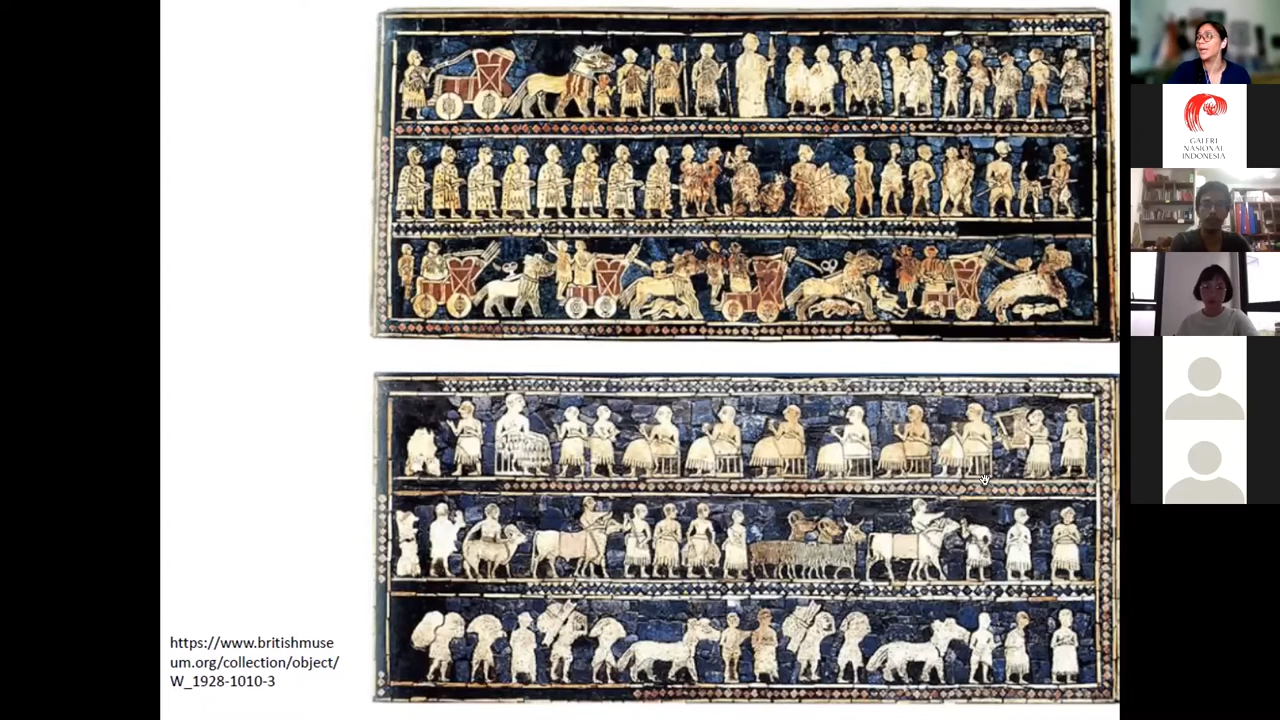 https://www.britishmuse
um.org/collection/object/
W_1928-1010-3
GALERI
NASIONAL
INDONESIA